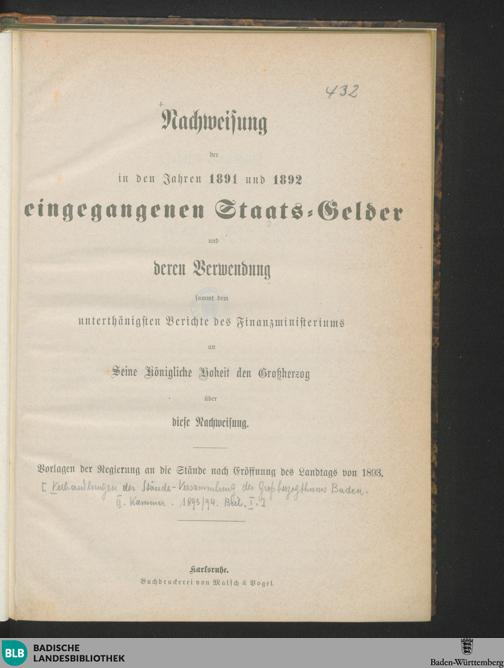 432
Nachweisung
der
in den Jahren 1891 und 1892
eingegangenen Staats-Gelder
und
deren Verwendung
sammt dem
unterthänigsten Berichte des Finanzministeriums
an
Seine Königliche Hoheit den Großherzog
über
diese Nachweisung.
Vorlagen der Regierung an die Stände nach Eröffnung des Landtags von 1893.
[Verhandlungen der Stände-Versammlung des Großherzogthums Baden.
II. Kammer. 1893/94.
Karlsruhe.
Buchdruckerei von Malsch & Vogel.
BLB BADISCHE
LANDESBIBLIOTHEK
Baden-Württemberg